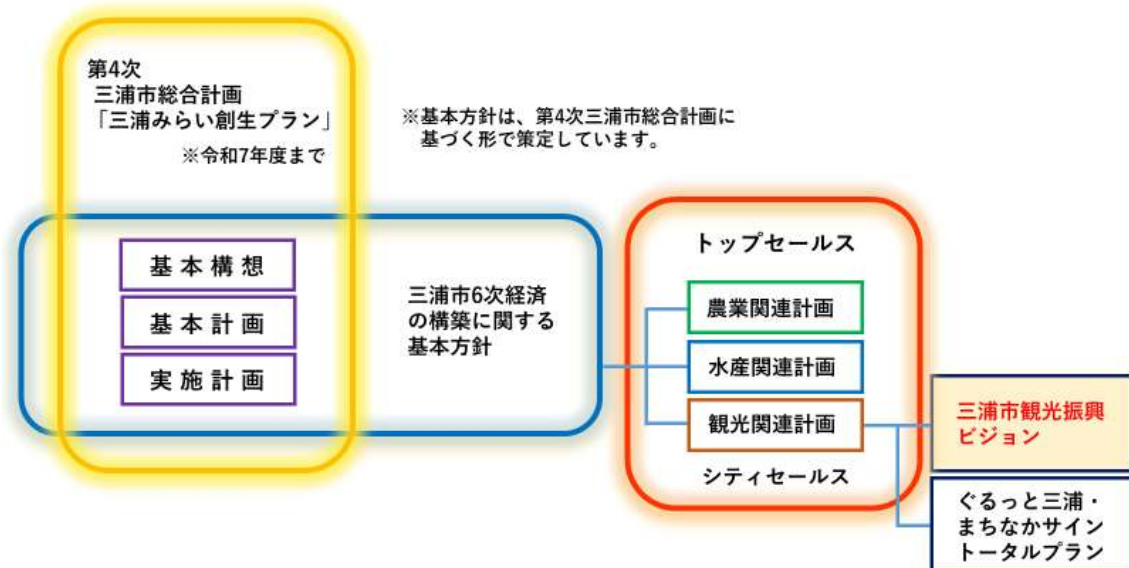 第4次
三浦市総合計画
「三浦みらい創生プラン」
※令和7年度まで
※基本方針は、第4次三浦市総合計画に
基づく形で策定しています。
基本構想
基本計画
実施計画
三浦市6次経済
の構築に関する
基本方針
トップセールス
農業関連計画
水産関連計画
観光関連計画
シティセールス
三浦市観光振興
ビジョン
ぐるっと三浦・
まちなかサイン
トータルプラン